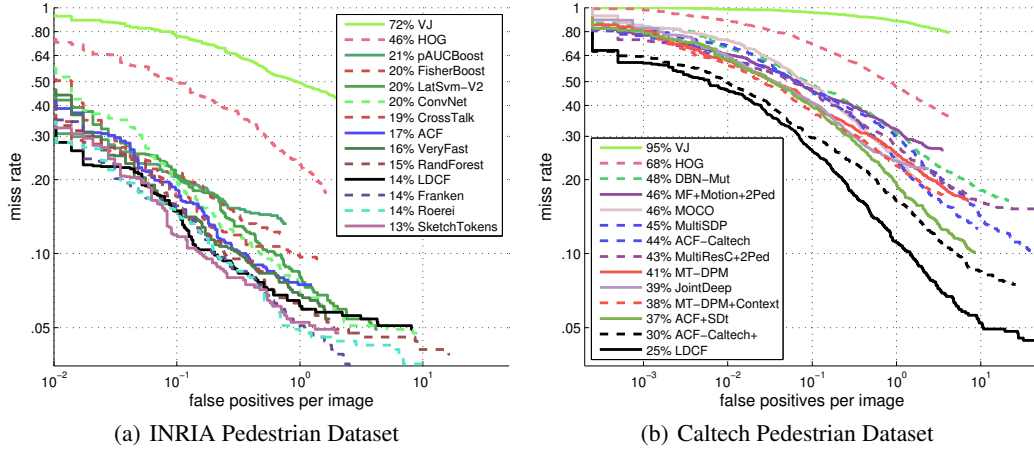 1
.80
.64
.50
.40
.30
.20
.10
.05
miss rate
10^-2
10^-1
10^0
10^1
false positives per image
72% VJ
46% HOG
21% pAUCBoost
20% FisherBoost
20% LatSvm-V2
20% ConvNet
19% CrossTalk
17% ACF
16% VeryFast
15% RandForest
14% LDCF
14% Franken
14% Roerei
13% SketchTokens
(a) INRIA Pedestrian Dataset
1
.80
.64
.50
.40
.30
.20
.10
.05
miss rate
10^-3
10^-2
10^-1
10^0
10^1
false positives per image
95% VJ
68% HOG
48% DBN-Mut
46% MF+Motion+2Ped
46% MOCO
45% MultiSDP
44% ACF-Caltech
43% MultiResC+2Ped
41% MT-DPM
39% JointDeep
38% MT-DPM+Context
37% ACF+SDt
30% ACF-Caltech+
25% LDCF
(b) Caltech Pedestrian Dataset